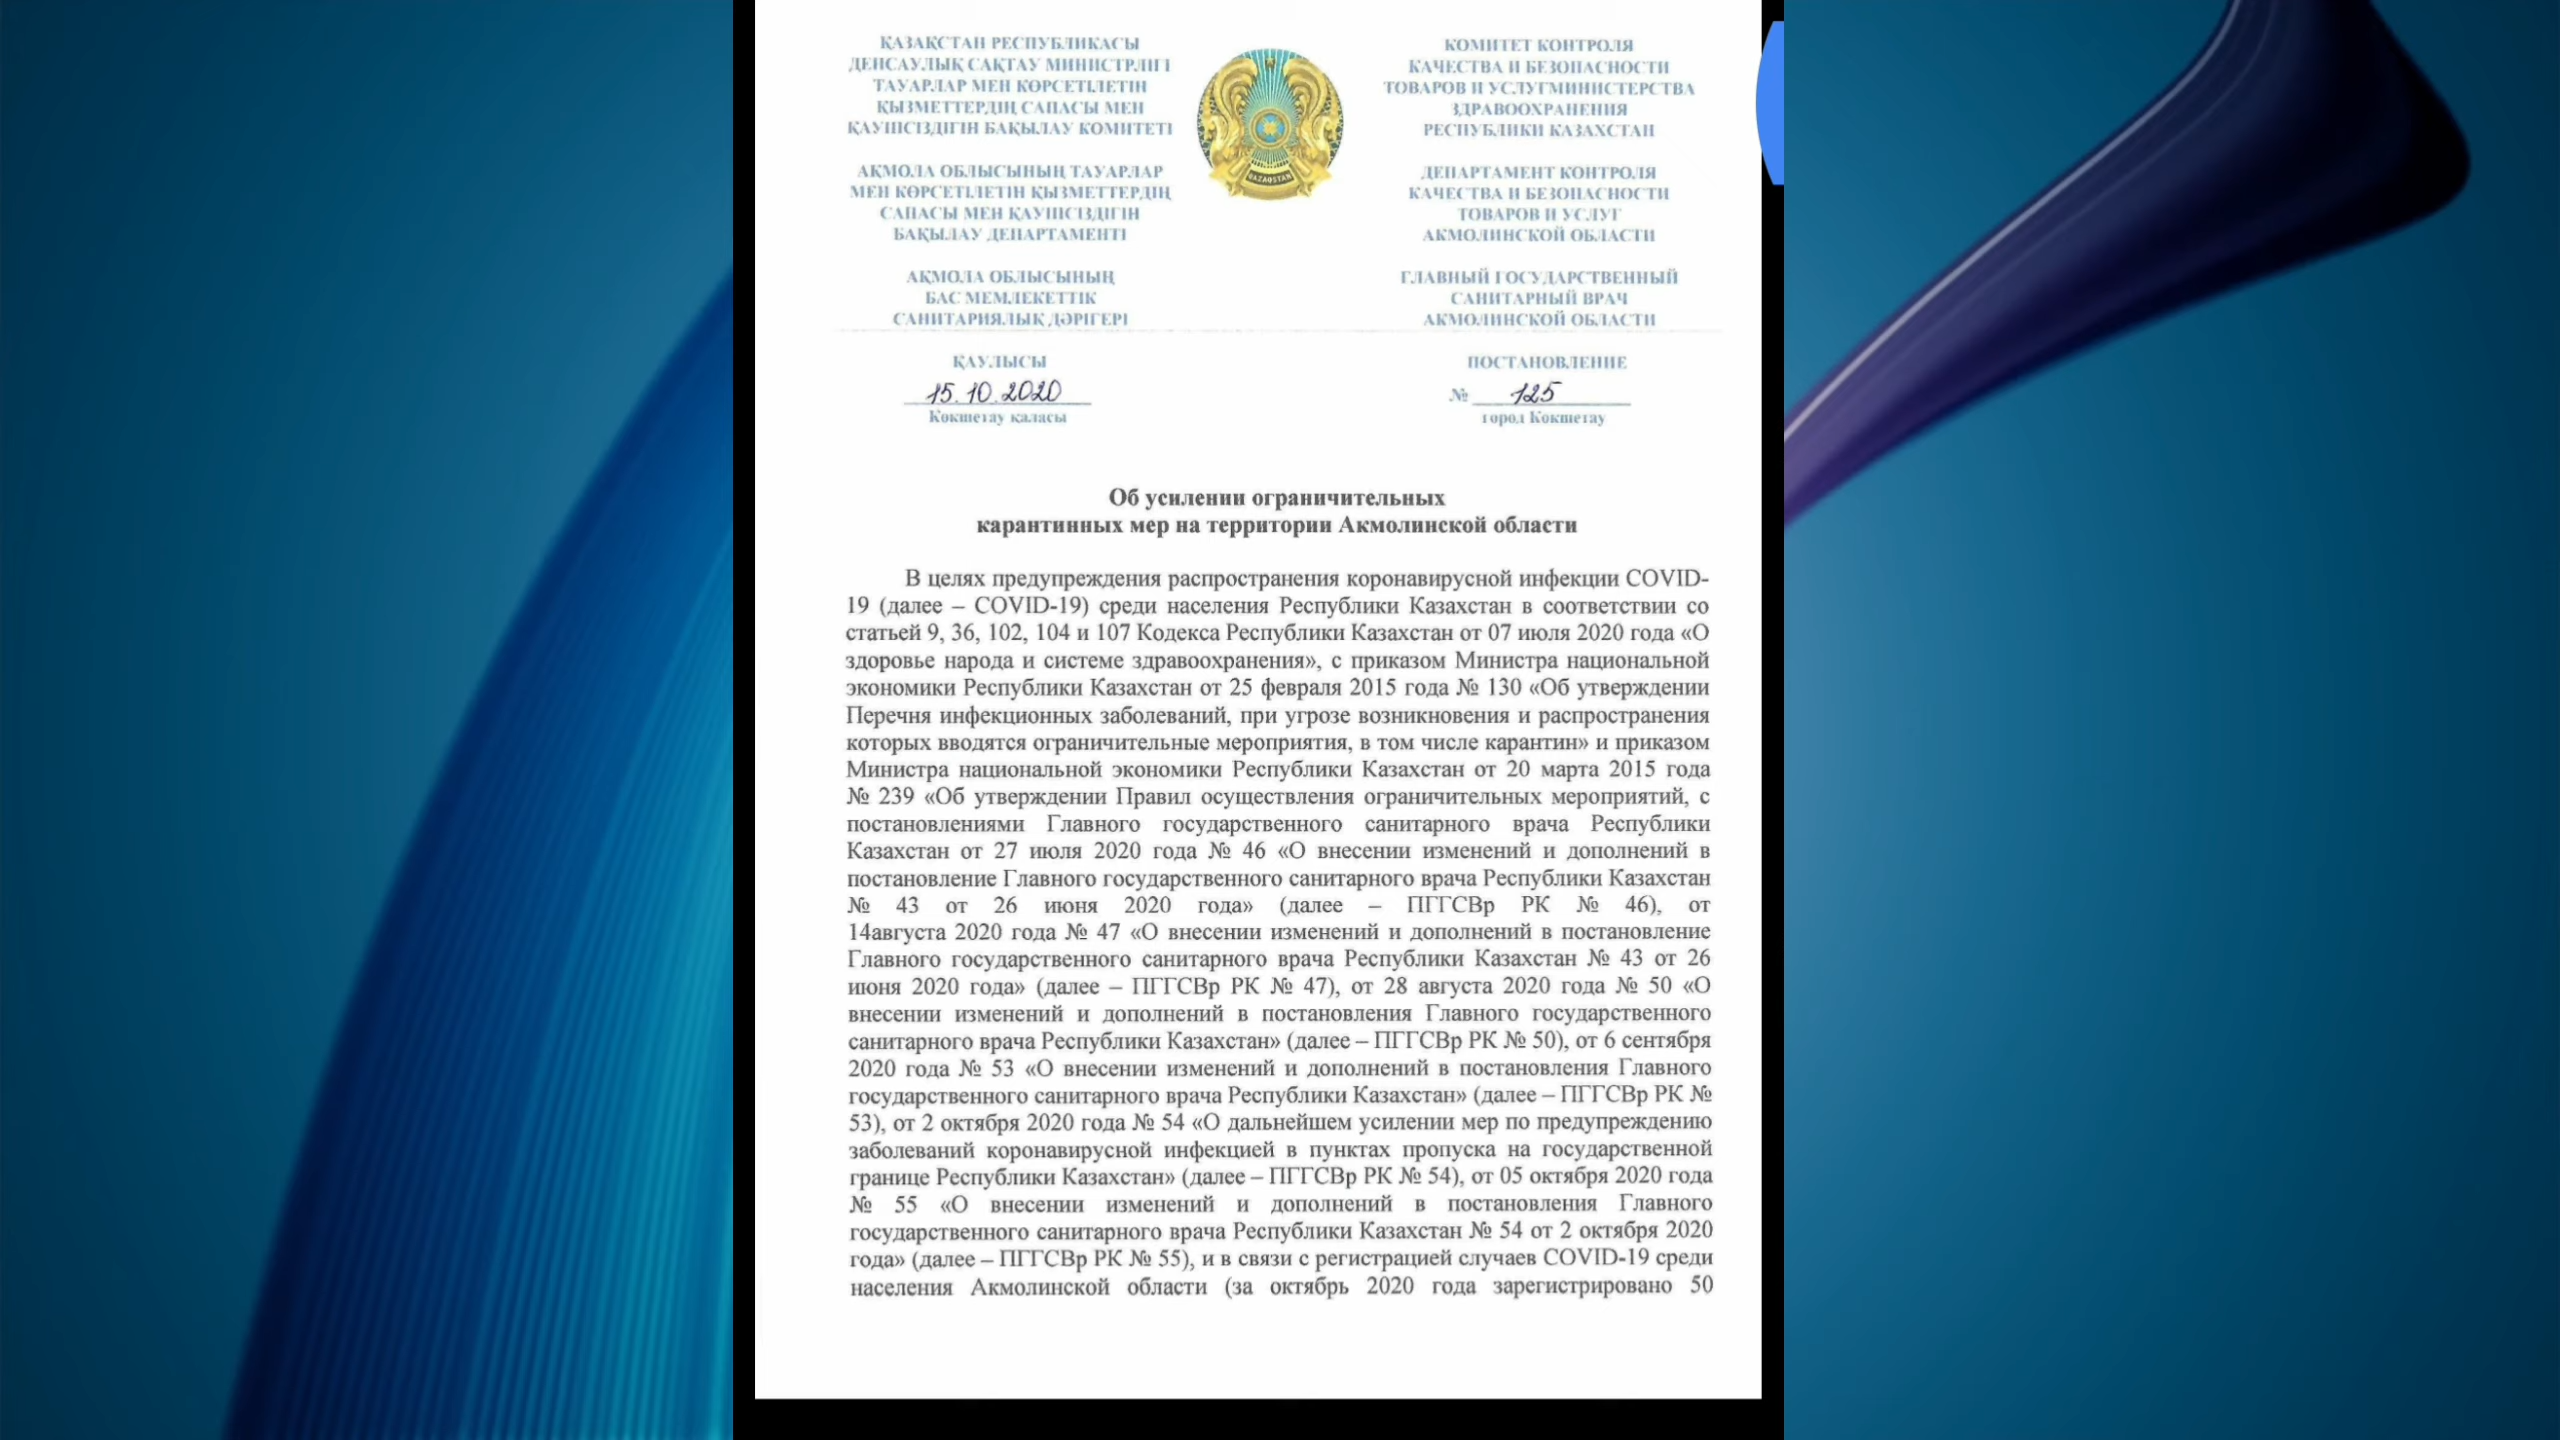 ҚАЗАҚСТАН РЕСПУБЛИКАСЫ
ДЕНСАУЛЫҚ САҚТАУ МИНИСТРЛІГІ
ТАУАРЛАР МЕН КӨРСЕТІЛЕТІН
ҚЫЗМЕТТЕРДІҢ САПАСЫ МЕН
ҚАУІПСІЗДІГІН БАҚЫЛАУ КОМИТЕТІ
АҚМОЛА ОБЛЫСЫНЫҢ ТАУАРЛАР
МЕН КӨРСЕТІЛЕТІН ҚЫЗМЕТТЕРДІҢ
САПАСЫ МЕН ҚАУІПСІЗДІГІН
БАҚЫЛАУ ДЕПАРТАМЕНТІ
АҚМОЛА ОБЛЫСЫНЫҢ
БАС МЕМЛЕКЕТТІК
САНИТАРИЯЛЫҚ ДӘРІГЕРІ
ҚАУЛЫСЫ
15.10.2020
Көкшетау қаласы
QAZAQSTAN
КОМИТЕТ КОНТРОЛЯ
КАЧЕСТВА И БЕЗОПАСНОСТИ
ТОВАРОВ И УСЛУГМИНИСТЕРСТВА
ЗДРАВООХРАНЕНИЯ
РЕСПУБЛИКИ КАЗАХСТАН
ДЕПАРТАМЕНТ КОНТРОЛЯ
КАЧЕСТВА И БЕЗОПАСНОСТИ
ТОВАРОВ И УСЛУГ
АКМОЛИНСКОЙ ОБЛАСТИ
ГЛАВНЫЙ ГОСУДАРСТВЕННЫЙ
САНИТАРНЫЙ ВРАЧ
АКМОЛИНСКОЙ ОБЛАСТИ
ПОСТАНОВЛЕНИЕ
№ 125
город Кокшетау
Об усилении ограничительных
карантинных мер на территории Акмолинской области
В целях предупреждения распространения коронавирусной инфекции COVID-
19 (далее – COVID-19) среди населения Республики Казахстан в соответствии со
статьей 9, 36, 102, 104 и 107 Кодекса Республики Казахстан от 07 июля 2020 года «О
здоровье народа и системе здравоохранения», с приказом Министра национальной
экономики Республики Казахстан от 25 февраля 2015 года № 130 «Об утверждении
Перечня инфекционных заболеваний, при угрозе возникновения и распространения
которых вводятся ограничительные мероприятия, в том числе карантин» и приказом
Министра национальной экономики Республики Казахстан от 20 марта 2015 года
№ 239 «Об утверждении Правил осуществления ограничительных мероприятий, с
постановлениями Главного государственного санитарного врача Республики
Казахстан от 27 июля 2020 года № 46 «О внесении изменений и дополнений в
постановление Главного государственного санитарного врача Республики Казахстан
№ 43 от 26 июня 2020 года» (далее – ПГГСВр РК № 46), от
14августа 2020 года № 47 «О внесении изменений и дополнений в постановление
Главного государственного санитарного врача Республики Казахстан № 43 от 26
июня 2020 года» (далее – ПГГСВр РК № 47), от 28 августа 2020 года № 50 «О
внесении изменений и дополнений в постановления Главного государственного
санитарного врача Республики Казахстан» (далее – ПГГСВр РК № 50), от 6 сентября
2020 года № 53 «О внесении изменений и дополнений в постановления Главного
государственного санитарного врача Республики Казахстан» (далее – ПГГСВр РК №
53), от 2 октября 2020 года № 54 «О дальнейшем усилении мер по предупреждению
заболеваний коронавирусной инфекцией в пунктах пропуска на государственной
границе Республики Казахстан» (далее – ПГГСВр РК № 54), от 05 октября 2020 года
№ 55 «О внесении изменений и дополнений в постановления Главного
государственного санитарного врача Республики Казахстан № 54 от 2 октября 2020
года» (далее – ПГГСВр РК № 55), и в связи с регистрацией случаев COVID-19 среди
населения Акмолинской области (за октябрь 2020 года зарегистрировано 50